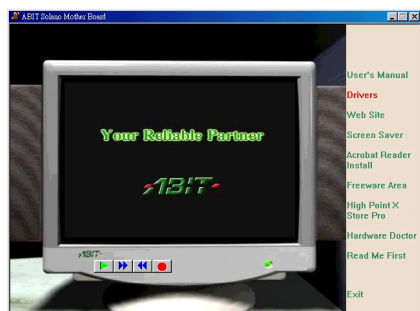 ABIT Solano Mother Board
Your Reliable Partner
ABIT
ABIT
User's Manual
Drivers
Web Site
Screen Saver
Acrobat Reader
Install
Freeware Area
High Point X
Store Pro
Hardware Doctor
Read Me First
Exit